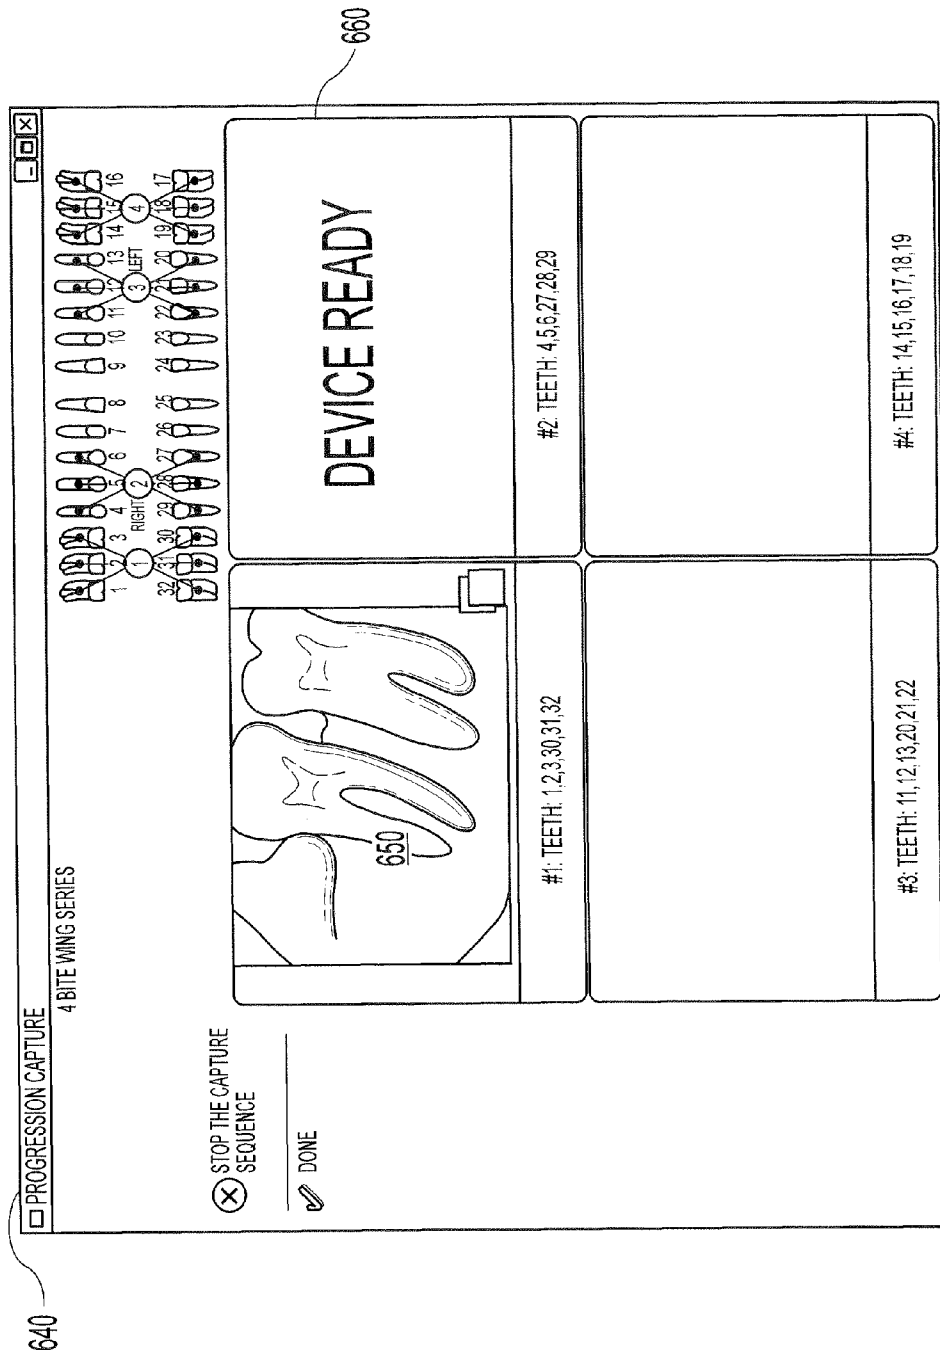 640
PROGRESSION CAPTURE
4 BITE WING SERIES
1 2 3 4 5 6 7 8 9 10 11 12 13 14 15 16
1 RIGHT 2 3 LEFT 4
32 31 30 29 28 27 26 25 24 23 22 21 20 19 18 17
STOP THE CAPTURE
SEQUENCE
DONE
650
DEVICE READY
660
#1: TEETH: 1,2,3,30,31,32
#2: TEETH: 4,5,6,27,28,29
#3: TEETH: 11,12,13,20,21,22
#4: TEETH: 14,15,16,17,18,19